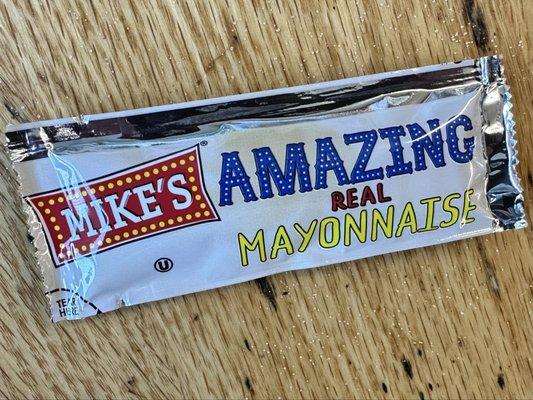 MIKE'S®
AMAZING
REAL
MAYONNAISE
U
TEAR
HERE